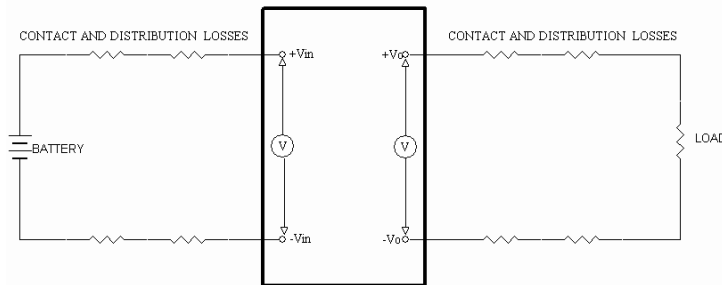 CONTACT AND DISTRIBUTION LOSSES
CONTACT AND DISTRIBUTION LOSSES
+Vin
+Vo
V
V
BATTERY
LOAD
-Vin
-Vo